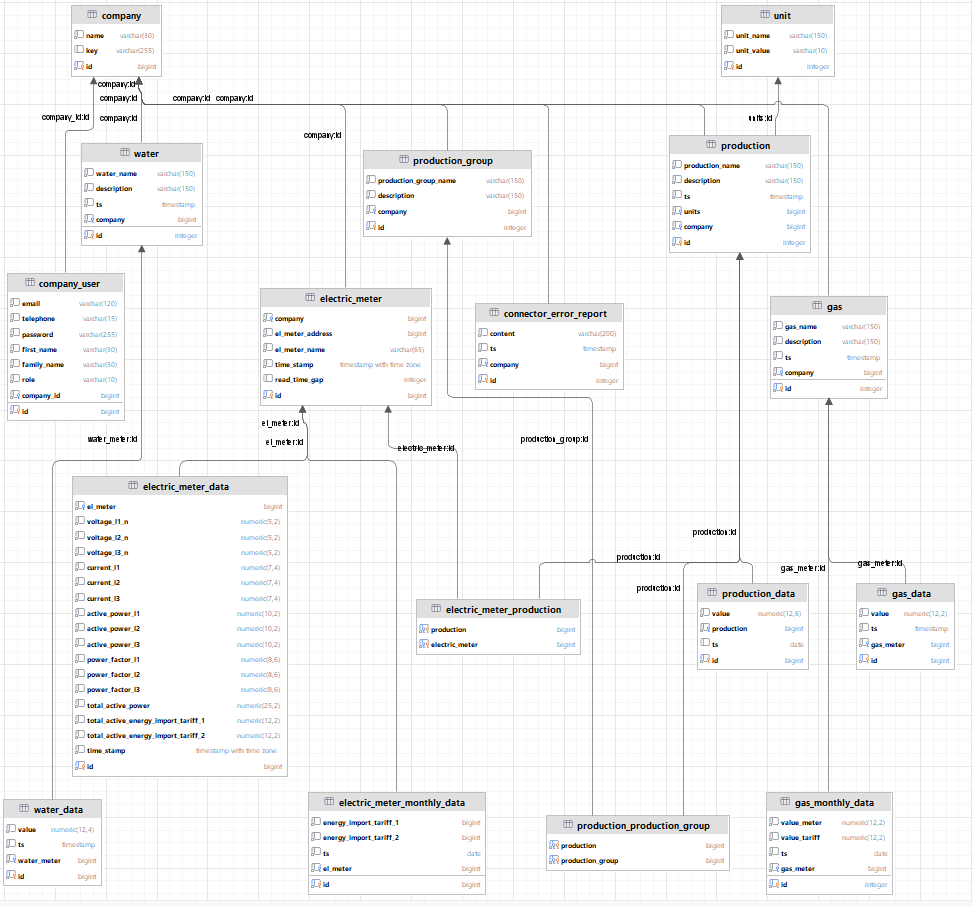 company
name varchar(30)
key varchar(255)
id bigint
unit
unit_name varchar(150)
unit_value varchar(10)
id integer
company:id
company:id
company:id company:id
company_id:id
company:id
company:id
units:id
water
water_name varchar(150)
description varchar(150)
ts timestamp
company bigint
id integer
production_group
production_group_name varchar(150)
description varchar(150)
company bigint
id integer
production
production_name varchar(150)
description varchar(150)
ts timestamp
units bigint
company bigint
id integer
company_user
email varchar(120)
telephone varchar(15)
password varchar(255)
first_name varchar(30)
family_name varchar(30)
role varchar(10)
company_id bigint
id bigint
electric_meter
company bigint
el_meter_address bigint
el_meter_name varchar(65)
time_stamp timestamp with time zone
read_time_gap integer
id bigint
connector_error_report
content varchar(200)
ts timestamp
company bigint
id integer
gas
gas_name varchar(150)
description varchar(150)
ts timestamp
company bigint
id integer
el_meter:id
water_meter:id
el_meter:id
electric_meter:id
production_group:id
electric_meter_data
el_meter bigint
voltage_l1_n numeric(5,2)
voltage_l2_n numeric(5,2)
voltage_l3_n numeric(5,2)
current_l1 numeric(7,4)
current_l2 numeric(7,4)
current_l3 numeric(7,4)
active_power_l1 numeric(10,2)
active_power_l2 numeric(10,2)
active_power_l3 numeric(10,2)
power_factor_l1 numeric(8,6)
power_factor_l2 numeric(8,6)
power_factor_l3 numeric(8,6)
total_active_power numeric(25,2)
total_active_energy_import_tariff_1 numeric(12,2)
total_active_energy_import_tariff_2 numeric(12,2)
time_stamp timestamp with time zone
id bigint
production:id
production:id
production:id
gas_meter:id
gas_meter:id
electric_meter_production
production bigint
electric_meter bigint
production_data
value numeric(12,6)
production bigint
ts date
id bigint
gas_data
value numeric(12,2)
ts timestamp
gas_meter bigint
id bigint
water_data
value numeric(12,4)
ts timestamp
water_meter bigint
id bigint
electric_meter_monthly_data
energy_import_tariff_1 bigint
energy_import_tariff_2 bigint
ts date
el_meter bigint
id bigint
production_production_group
production bigint
production_group bigint
gas_monthly_data
value_meter numeric(12,2)
value_tariff numeric(12,2)
ts date
gas_meter bigint
id integer